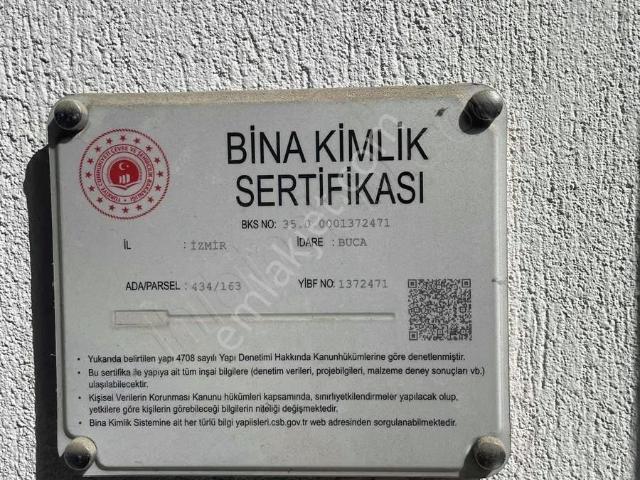 BİNA KİMLİK
SERTİFİKASI
BKS NO: 35.0.0001372471
İL : İZMİR İDARE : BUCA
ADA/PARSEL : 434/163 YİBF NO: 1372471
• Yukarıda belirtilen yapı 4708 sayılı Yapı Denetimi Hakkında Kanunhükümlerine göre denetlenmiştir.
• Bu sertifika ile yapıya ait tüm inşai bilgilere (denetim verileri, projebilgileri, malzeme deney sonuçları vb.)
ulaşılabilecektir.
• Kişisel Verilerin Korunması Kanunu hükümleri kapsamında, sınırlıyetkilendirmeler yapılacak olup,
yetkilere göre kişilerin görebileceği bilgilerin niteliği değişmektedir.
• Bina Kimlik Sistemine ait her türlü bilgi yapiisleri.csb.gov.tr web adresinden sorgulanabilmektedir.
emlakjet.com